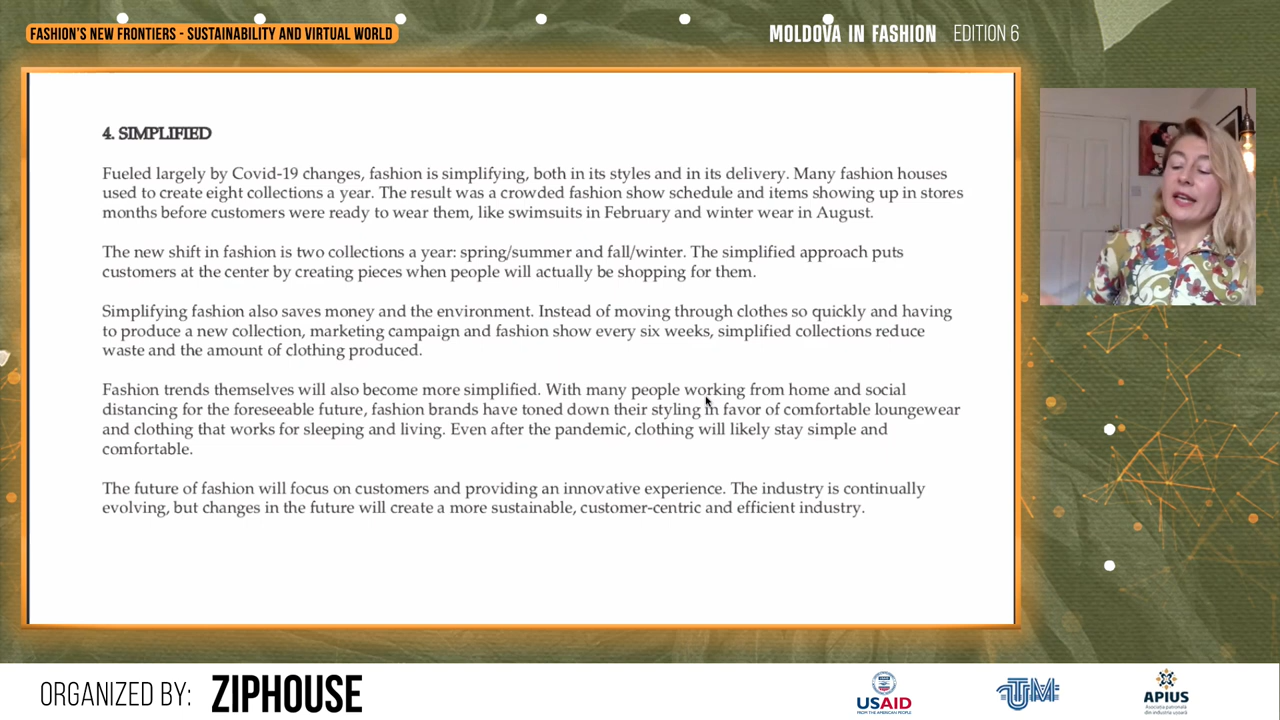 FASHION'S NEW FRONTIERS - SUSTAINABILITY AND VIRTUAL WORLD
MOLDOVA IN FASHION EDITION 6
4. SIMPLIFIED
Fueled largely by Covid-19 changes, fashion is simplifying, both in its styles and in its delivery. Many fashion houses
used to create eight collections a year. The result was a crowded fashion show schedule and items showing up in stores
months before customers were ready to wear them, like swimsuits in February and winter wear in August.
The new shift in fashion is two collections a year: spring/summer and fall/winter. The simplified approach puts
customers at the center by creating pieces when people will actually be shopping for them.
Simplifying fashion also saves money and the environment. Instead of moving through clothes so quickly and having
to produce a new collection, marketing campaign and fashion show every six weeks, simplified collections reduce
waste and the amount of clothing produced.
Fashion trends themselves will also become more simplified. With many people working from home and social
distancing for the foreseeable future, fashion brands have toned down their styling in favor of comfortable loungewear
and clothing that works for sleeping and living. Even after the pandemic, clothing will likely stay simple and
comfortable.
The future of fashion will focus on customers and providing an innovative experience. The industry is continually
evolving, but changes in the future will create a more sustainable, customer-centric and efficient industry.
ORGANIZED BY: ZIPHOUSE
USAID
FROM THE AMERICAN PEOPLE
UTM
APIUS
Asociația patronală
din industria ușoară